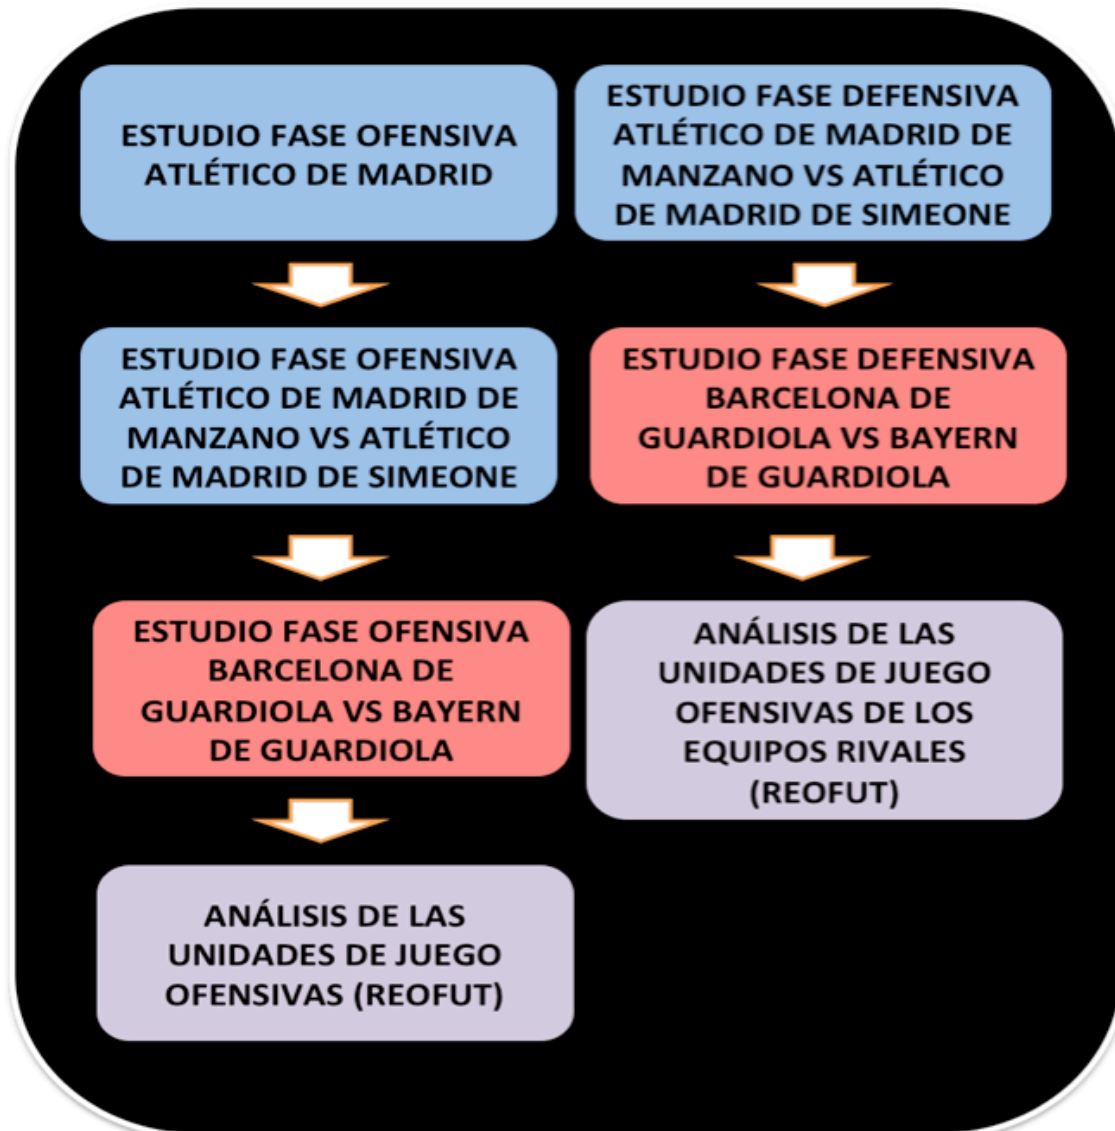 ESTUDIO FASE OFENSIVA
ATLÉTICO DE MADRID
ESTUDIO FASE OFENSIVA
ATLÉTICO DE MADRID DE
MANZANO VS ATLÉTICO
DE MADRID DE SIMEONE
ESTUDIO FASE OFENSIVA
BARCELONA DE
GUARDIOLA VS BAYERN
DE GUARDIOLA
ANÁLISIS DE LAS
UNIDADES DE JUEGO
OFENSIVAS (REOFUT)
ESTUDIO FASE DEFENSIVA
ATLÉTICO DE MADRID DE
MANZANO VS ATLÉTICO
DE MADRID DE SIMEONE
ESTUDIO FASE DEFENSIVA
BARCELONA DE
GUARDIOLA VS BAYERN
DE GUARDIOLA
ANÁLISIS DE LAS
UNIDADES DE JUEGO
OFENSIVAS DE LOS
EQUIPOS RIVALES
(REOFUT)